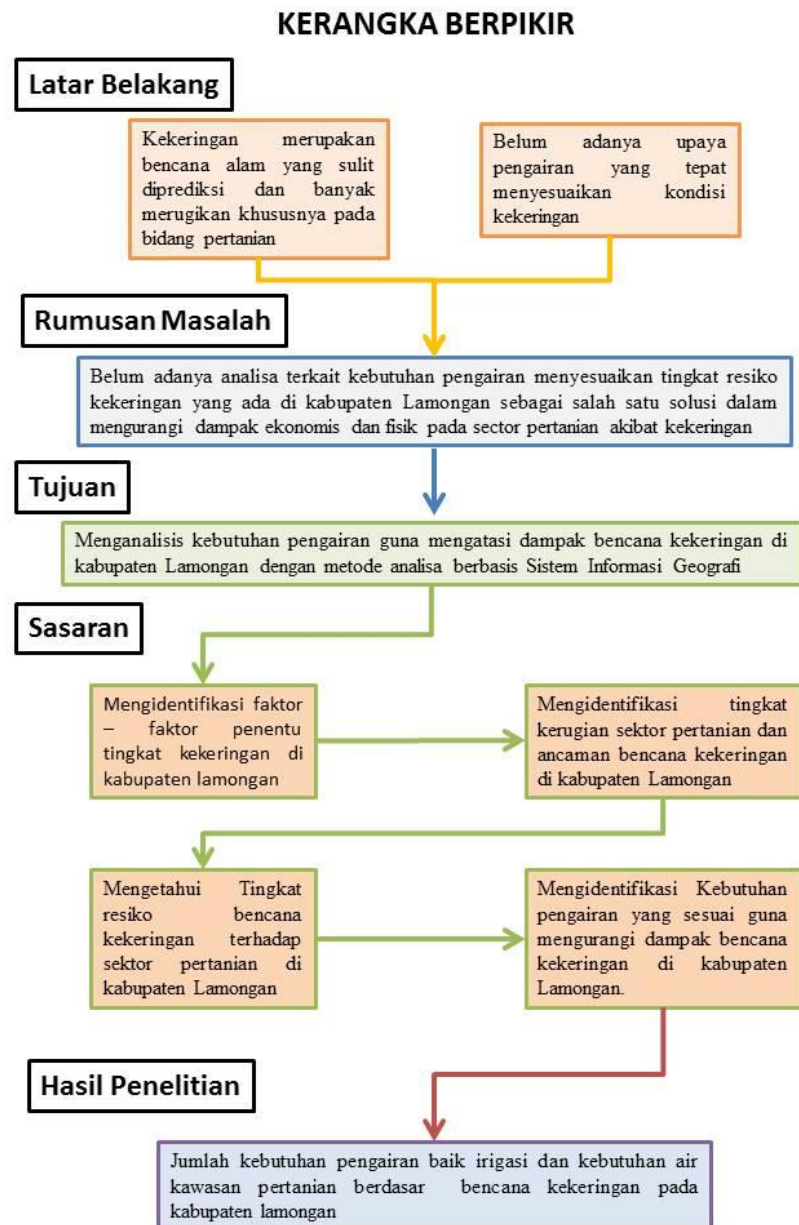 KERANGKA BERPIKIR
Latar Belakang
Kekeringan merupakan
bencana alam yang sulit
diprediksi dan banyak
merugikan khususnya pada
bidang pertanian
Belum adanya upaya
pengairan yang tepat
menyesuaikan kondisi
kekeringan
Rumusan Masalah
Belum adanya analisa terkait kebutuhan pengairan menyesuaikan tingkat resiko
kekeringan yang ada di kabupaten Lamongan sebagai salah satu solusi dalam
mengurangi dampak ekonomis dan fisik pada sector pertanian akibat kekeringan
Tujuan
Menganalisis kebutuhan pengairan guna mengatasi dampak bencana kekeringan di
kabupaten Lamongan dengan metode analisa berbasis Sistem Informasi Geografi
Sasaran
Mengidentifikasi faktor
– faktor penentu
tingkat kekeringan di
kabupaten lamongan
Mengidentifikasi tingkat
kerugian sektor pertanian dan
ancaman bencana kekeringan
di kabupaten Lamongan
Mengetahui Tingkat
resiko bencana
kekeringan terhadap
sektor pertanian di
kabupaten Lamongan
Mengidentifikasi Kebutuhan
pengairan yang sesuai guna
mengurangi dampak bencana
kekeringan di kabupaten
Lamongan.
Hasil Penelitian
Jumlah kebutuhan pengairan baik irigasi dan kebutuhan air
kawasan pertanian berdasar bencana kekeringan pada
kabupaten lamongan